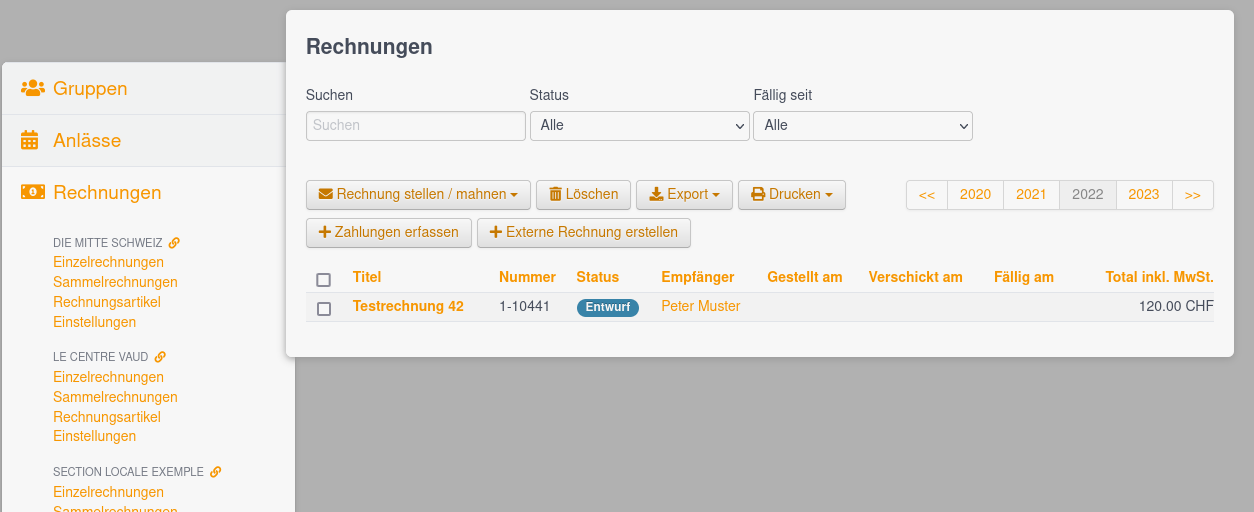 Gruppen
Anlässe
Rechnungen
DIE MITTE SCHWEIZ
Einzelrechnungen
Sammelrechnungen
Rechnungsartikel
Einstellungen
LE CENTRE VAUD
Einzelrechnungen
Sammelrechnungen
Rechnungsartikel
Einstellungen
SECTION LOCALE EXEMPLE
Einzelrechnungen
Sammelrechnungen
Rechnungen
Suchen Status Fällig seit
Suchen Alle Alle
Rechnung stellen / mahnen Löschen Export Drucken << 2020 2021 2022 2023 >>
+ Zahlungen erfassen + Externe Rechnung erstellen
Titel Nummer Status Empfänger Gestellt am Verschickt am Fällig am Total inkl. MwSt.
Testrechnung 42 1-10441 Entwurf Peter Muster 120.00 CHF